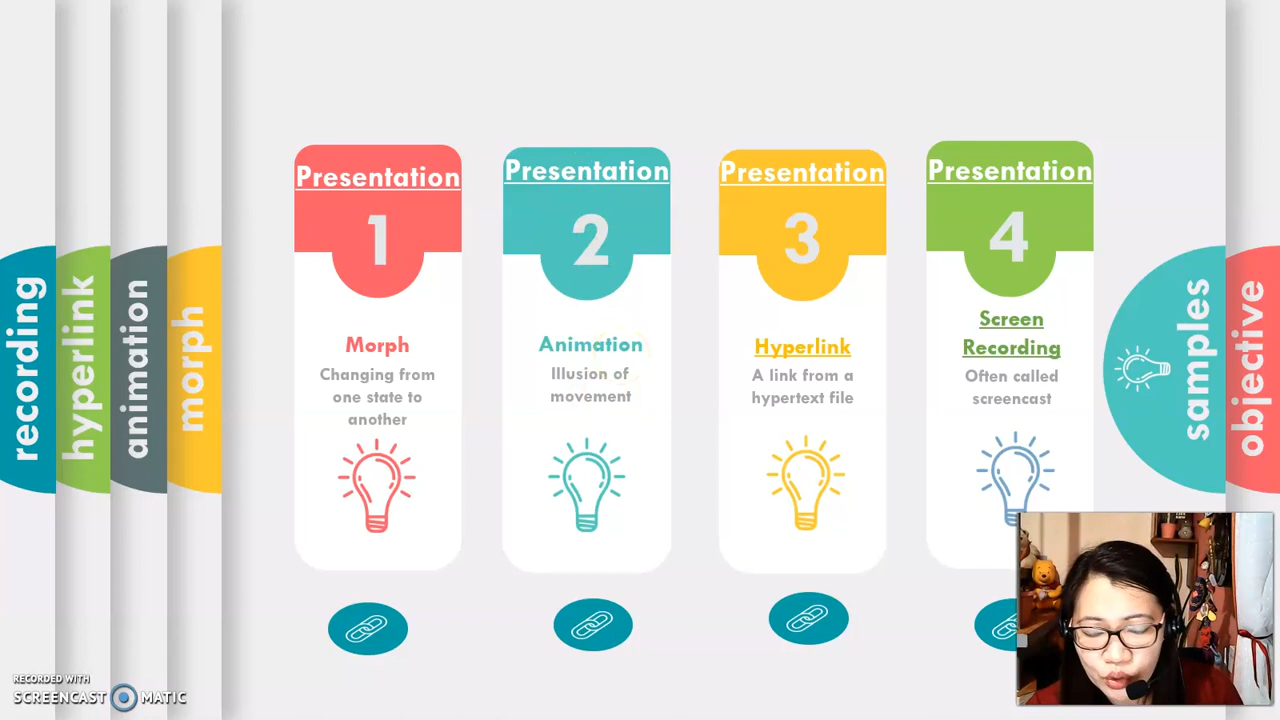 recording
hyperlink
animation
morph
Presentation
1
Morph
Changing from
one state to
another
Presentation
2
Animation
Illusion of
movement
Presentation
3
Hyperlink
A link from a
hypertext file
Presentation
4
Screen
Recording
Often called
screencast
samples
objective
RECORDED WITH
SCREENCAST MATIC